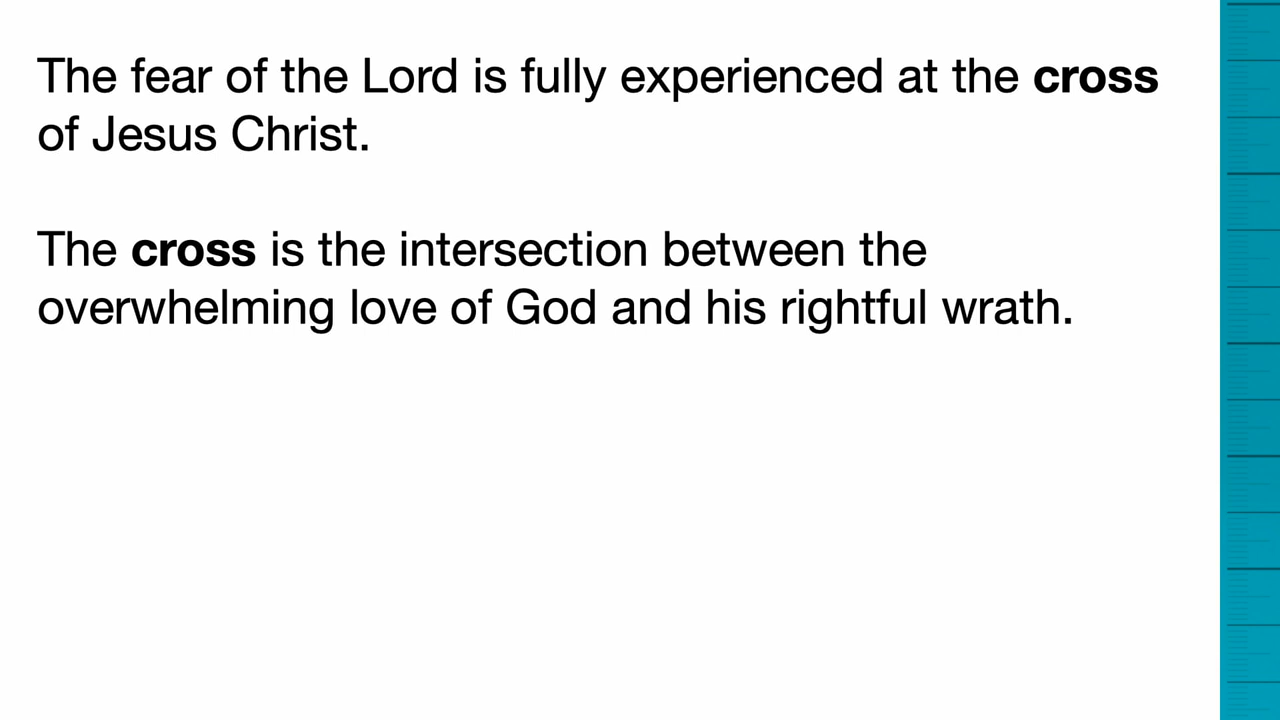 The fear of the Lord is fully experienced at the cross
of Jesus Christ.
The cross is the intersection between the
overwhelming love of God and his rightful wrath.